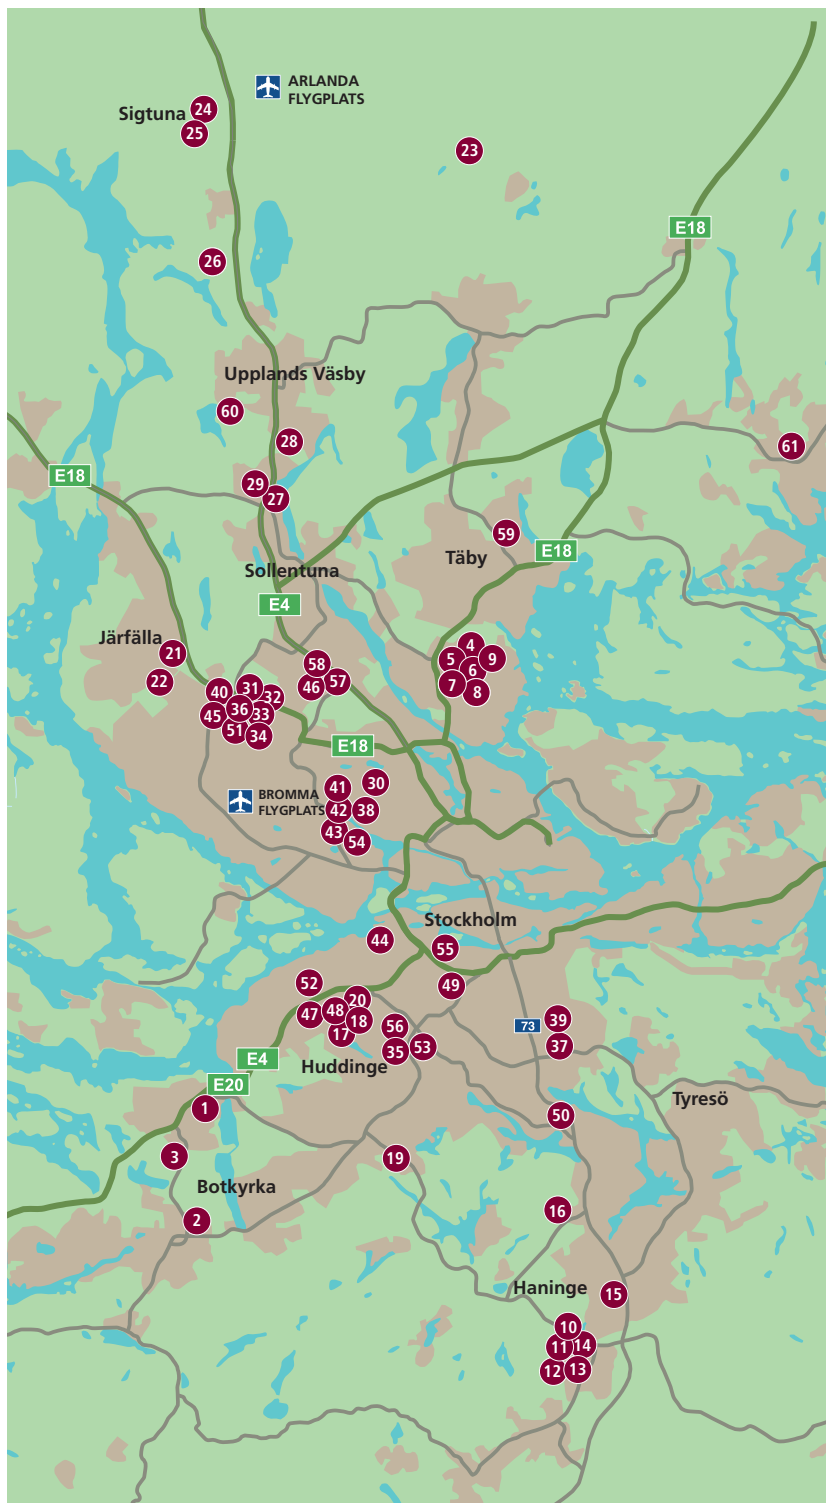 ARLANDA
FLYGPLATS
Sigtuna
24
25
23
E18
26
Upplands Väsby
60
28
61
E18
29
27
59
Täby
E18
Sollentuna
E4
Järfälla
21
22
4
5
9
6
7
8
58
46
57
40
31
32
36
45
33
51
34
E18
BROMMA
FLYGPLATS
41
30
42
38
43
54
Stockholm
44
55
49
52
20
47
48
18
17
56
35
53
73
39
37
E4
Huddinge
E20
1
Tyresö
50
3
19
Botkyrka
2
16
Haninge
15
10
11
14
12
13